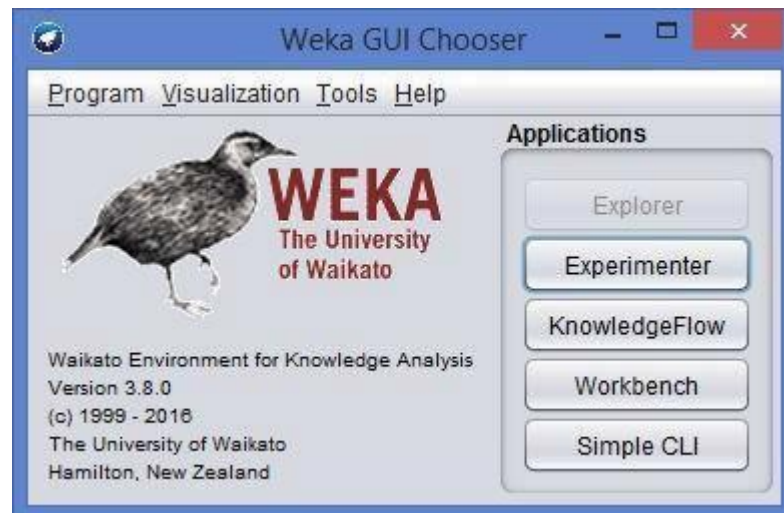 Weka GUI Chooser
Program Visualization Tools Help
WEKA
The University
of Waikato
Waikato Environment for Knowledge Analysis
Version 3.8.0
(c) 1999 - 2016
The University of Waikato
Hamilton, New Zealand
Applications
Explorer
Experimenter
KnowledgeFlow
Workbench
Simple CLI